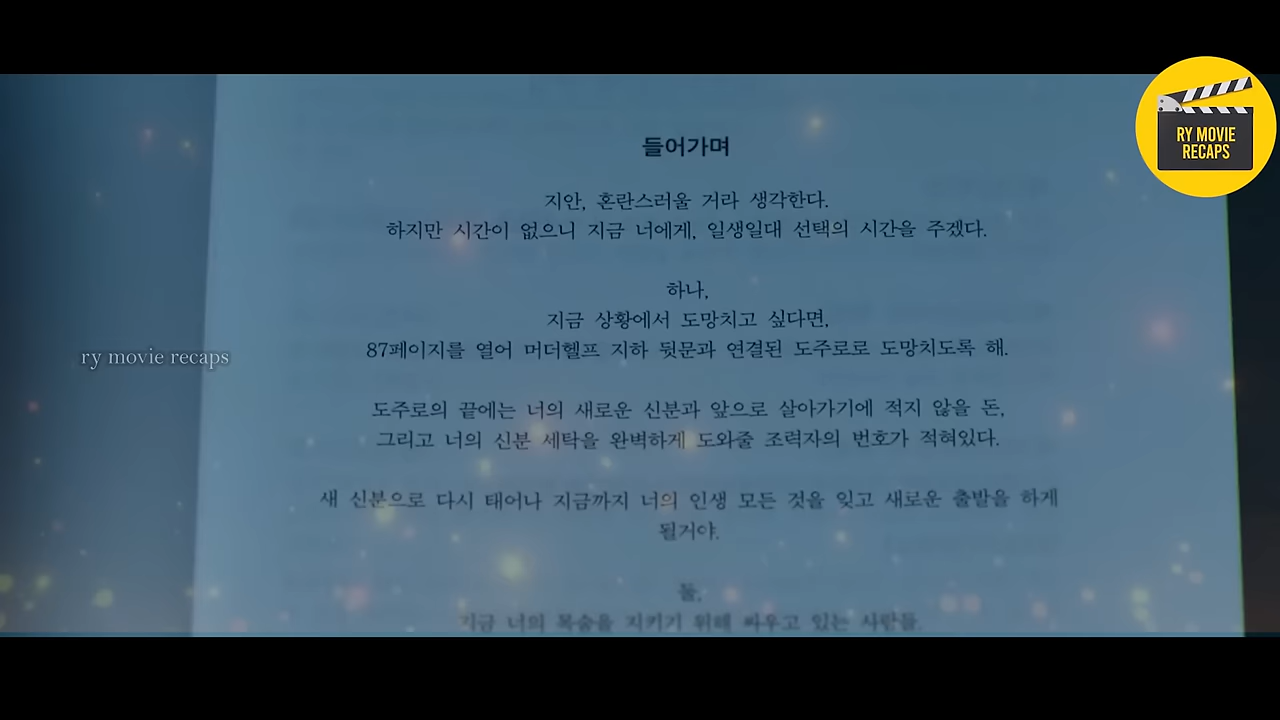 들어가며
지안, 혼란스러울 거라 생각한다.
하지만 시간이 없으니 지금 너에게, 일생일대 선택의 시간을 주겠다.
하나,
지금 상황에서 도망치고 싶다면,
87페이지를 열어 머더헬프 지하 뒷문과 연결된 도주로로 도망치도록 해.
도주로의 끝에는 너의 새로운 신분과 앞으로 살아가기에 적지 않을 돈,
그리고 너의 신분 세탁을 완벽하게 도와줄 조력자의 번호가 적혀있다.
새 신분으로 다시 태어나 지금까지 너의 인생 모든 것을 잊고 새로운 출발을 하게
될거야.
둘,
지금 너의 목숨을 지키기 위해 싸우고 있는 사람들.
RY MOVIE
RECAPS
ry movie recaps